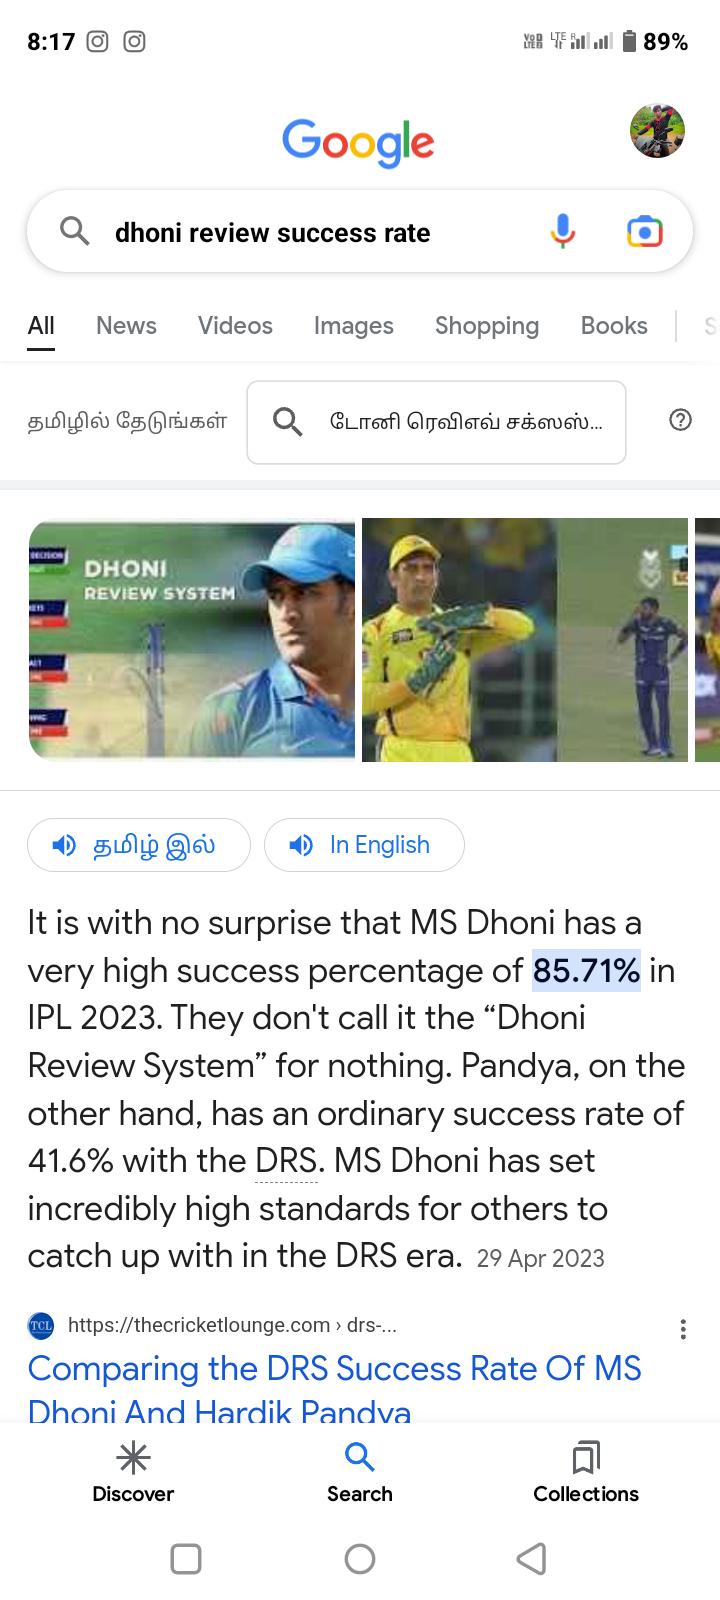 8:17
89%
Google
dhoni review success rate
All News Videos Images Shopping Books S
தமிழில் தேடுங்கள்
டோனி ரெவிஎவ் சக்ஸஸ்...
DECISION
DHONI
REVIEW SYSTEM
தமிழ் இல்
In English
It is with no surprise that MS Dhoni has a
very high success percentage of 85.71% in
IPL 2023. They don't call it the “Dhoni
Review System” for nothing. Pandya, on the
other hand, has an ordinary success rate of
41.6% with the DRS. MS Dhoni has set
incredibly high standards for others to
catch up with in the DRS era. 29 Apr 2023
TCL
https://thecricketlounge.com › drs-...
Comparing the DRS Success Rate Of MS
Dhoni And Hardik Pandya
Discover Search Collections